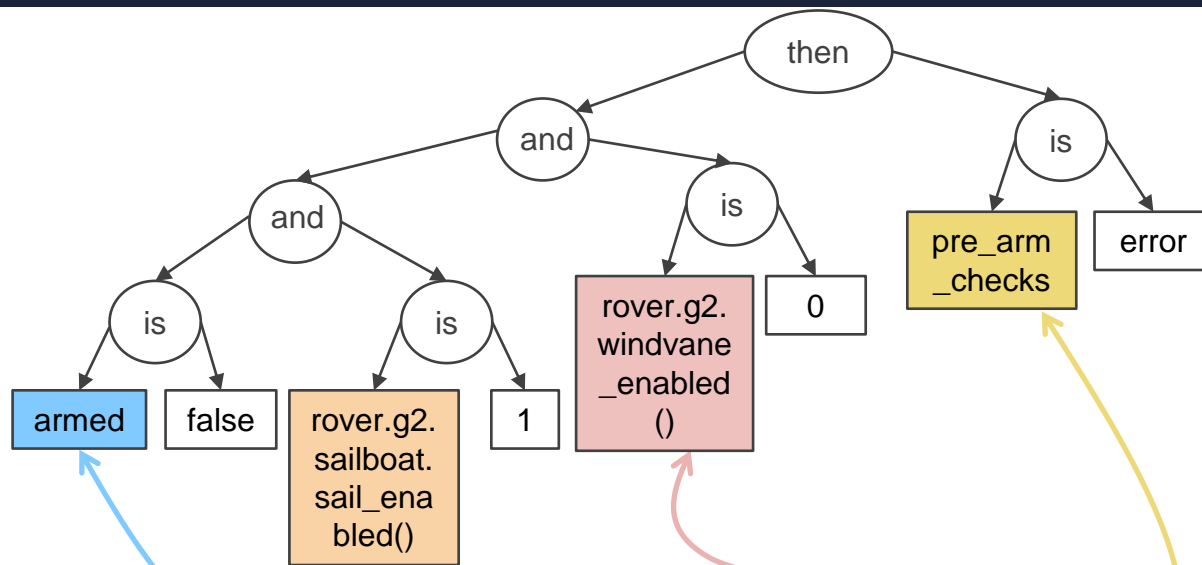 then
and
is
and
is
is
is
pre_arm
_checks
error
rover.g2.
windvane
_enabled
()
0
armed
false
rover.g2.
sailboat.
sail_ena
bled()
1